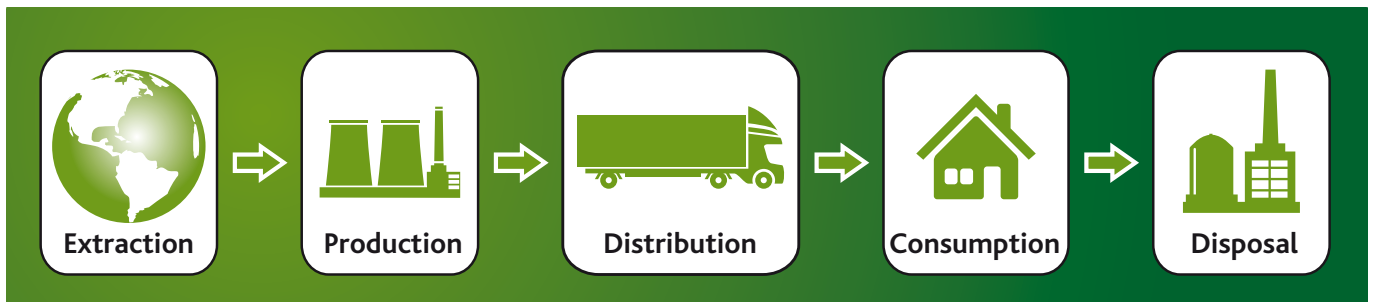 Extraction
Production
Distribution
Consumption
Disposal